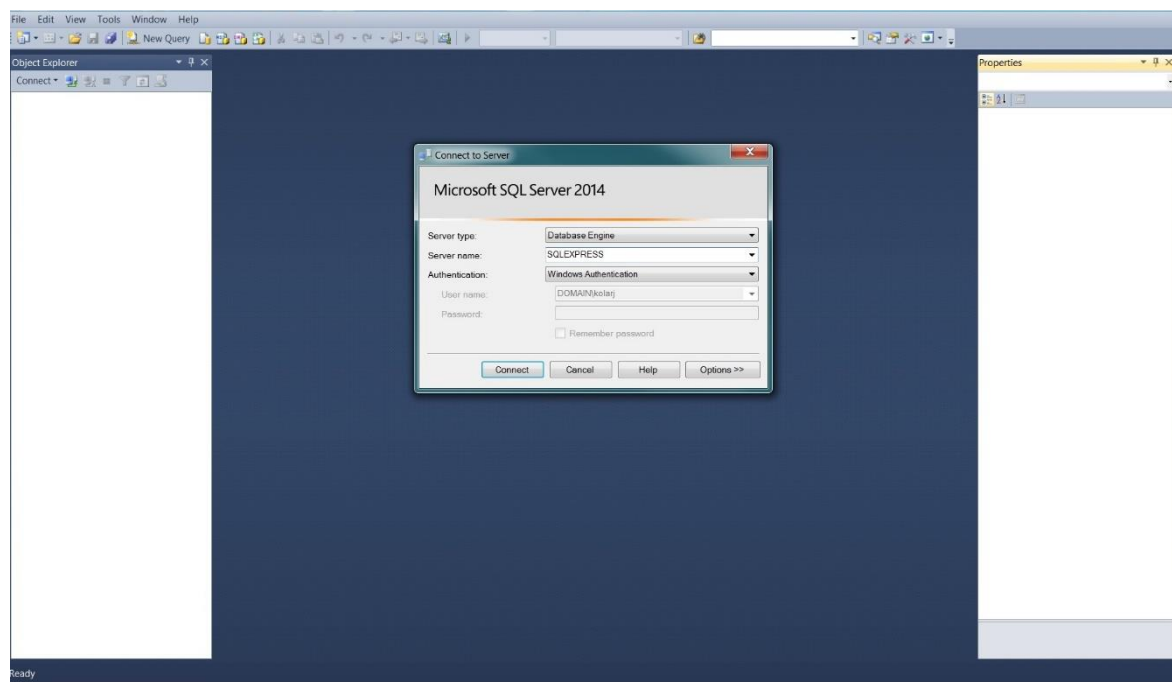 File Edit View Tools Window Help
New Query
Object Explorer
Connect
Properties
Connect to Server
Microsoft SQL Server 2014
Server type: Database Engine
Server name: SQLEXPRESS
Authentication: Windows Authentication
User name: DOMAIN\kolarj
Password:
Remember password
Connect Cancel Help Options >>
Ready